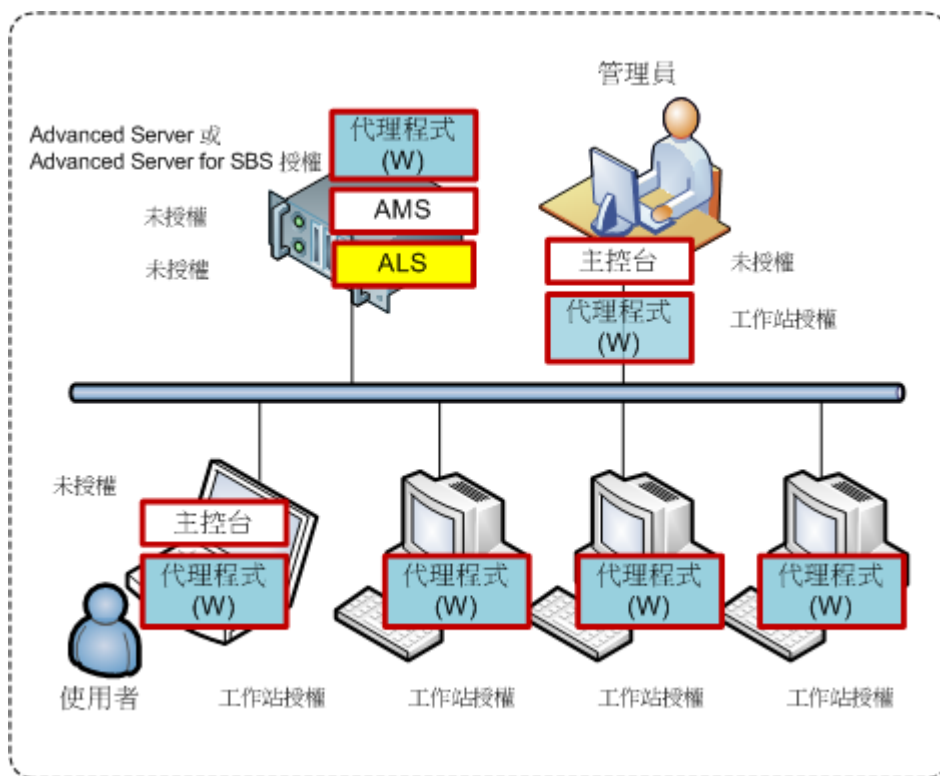 管理員
Advanced Server 或
Advanced Server for SBS 授權
代理程式
(W)
未授權
AMS
未授權
ALS
主控台
未授權
代理程式
(W)
工作站授權
未授權
主控台
代理程式
(W)
代理程式
(W)
代理程式
(W)
代理程式
(W)
使用者
工作站授權
工作站授權
工作站授權
工作站授權